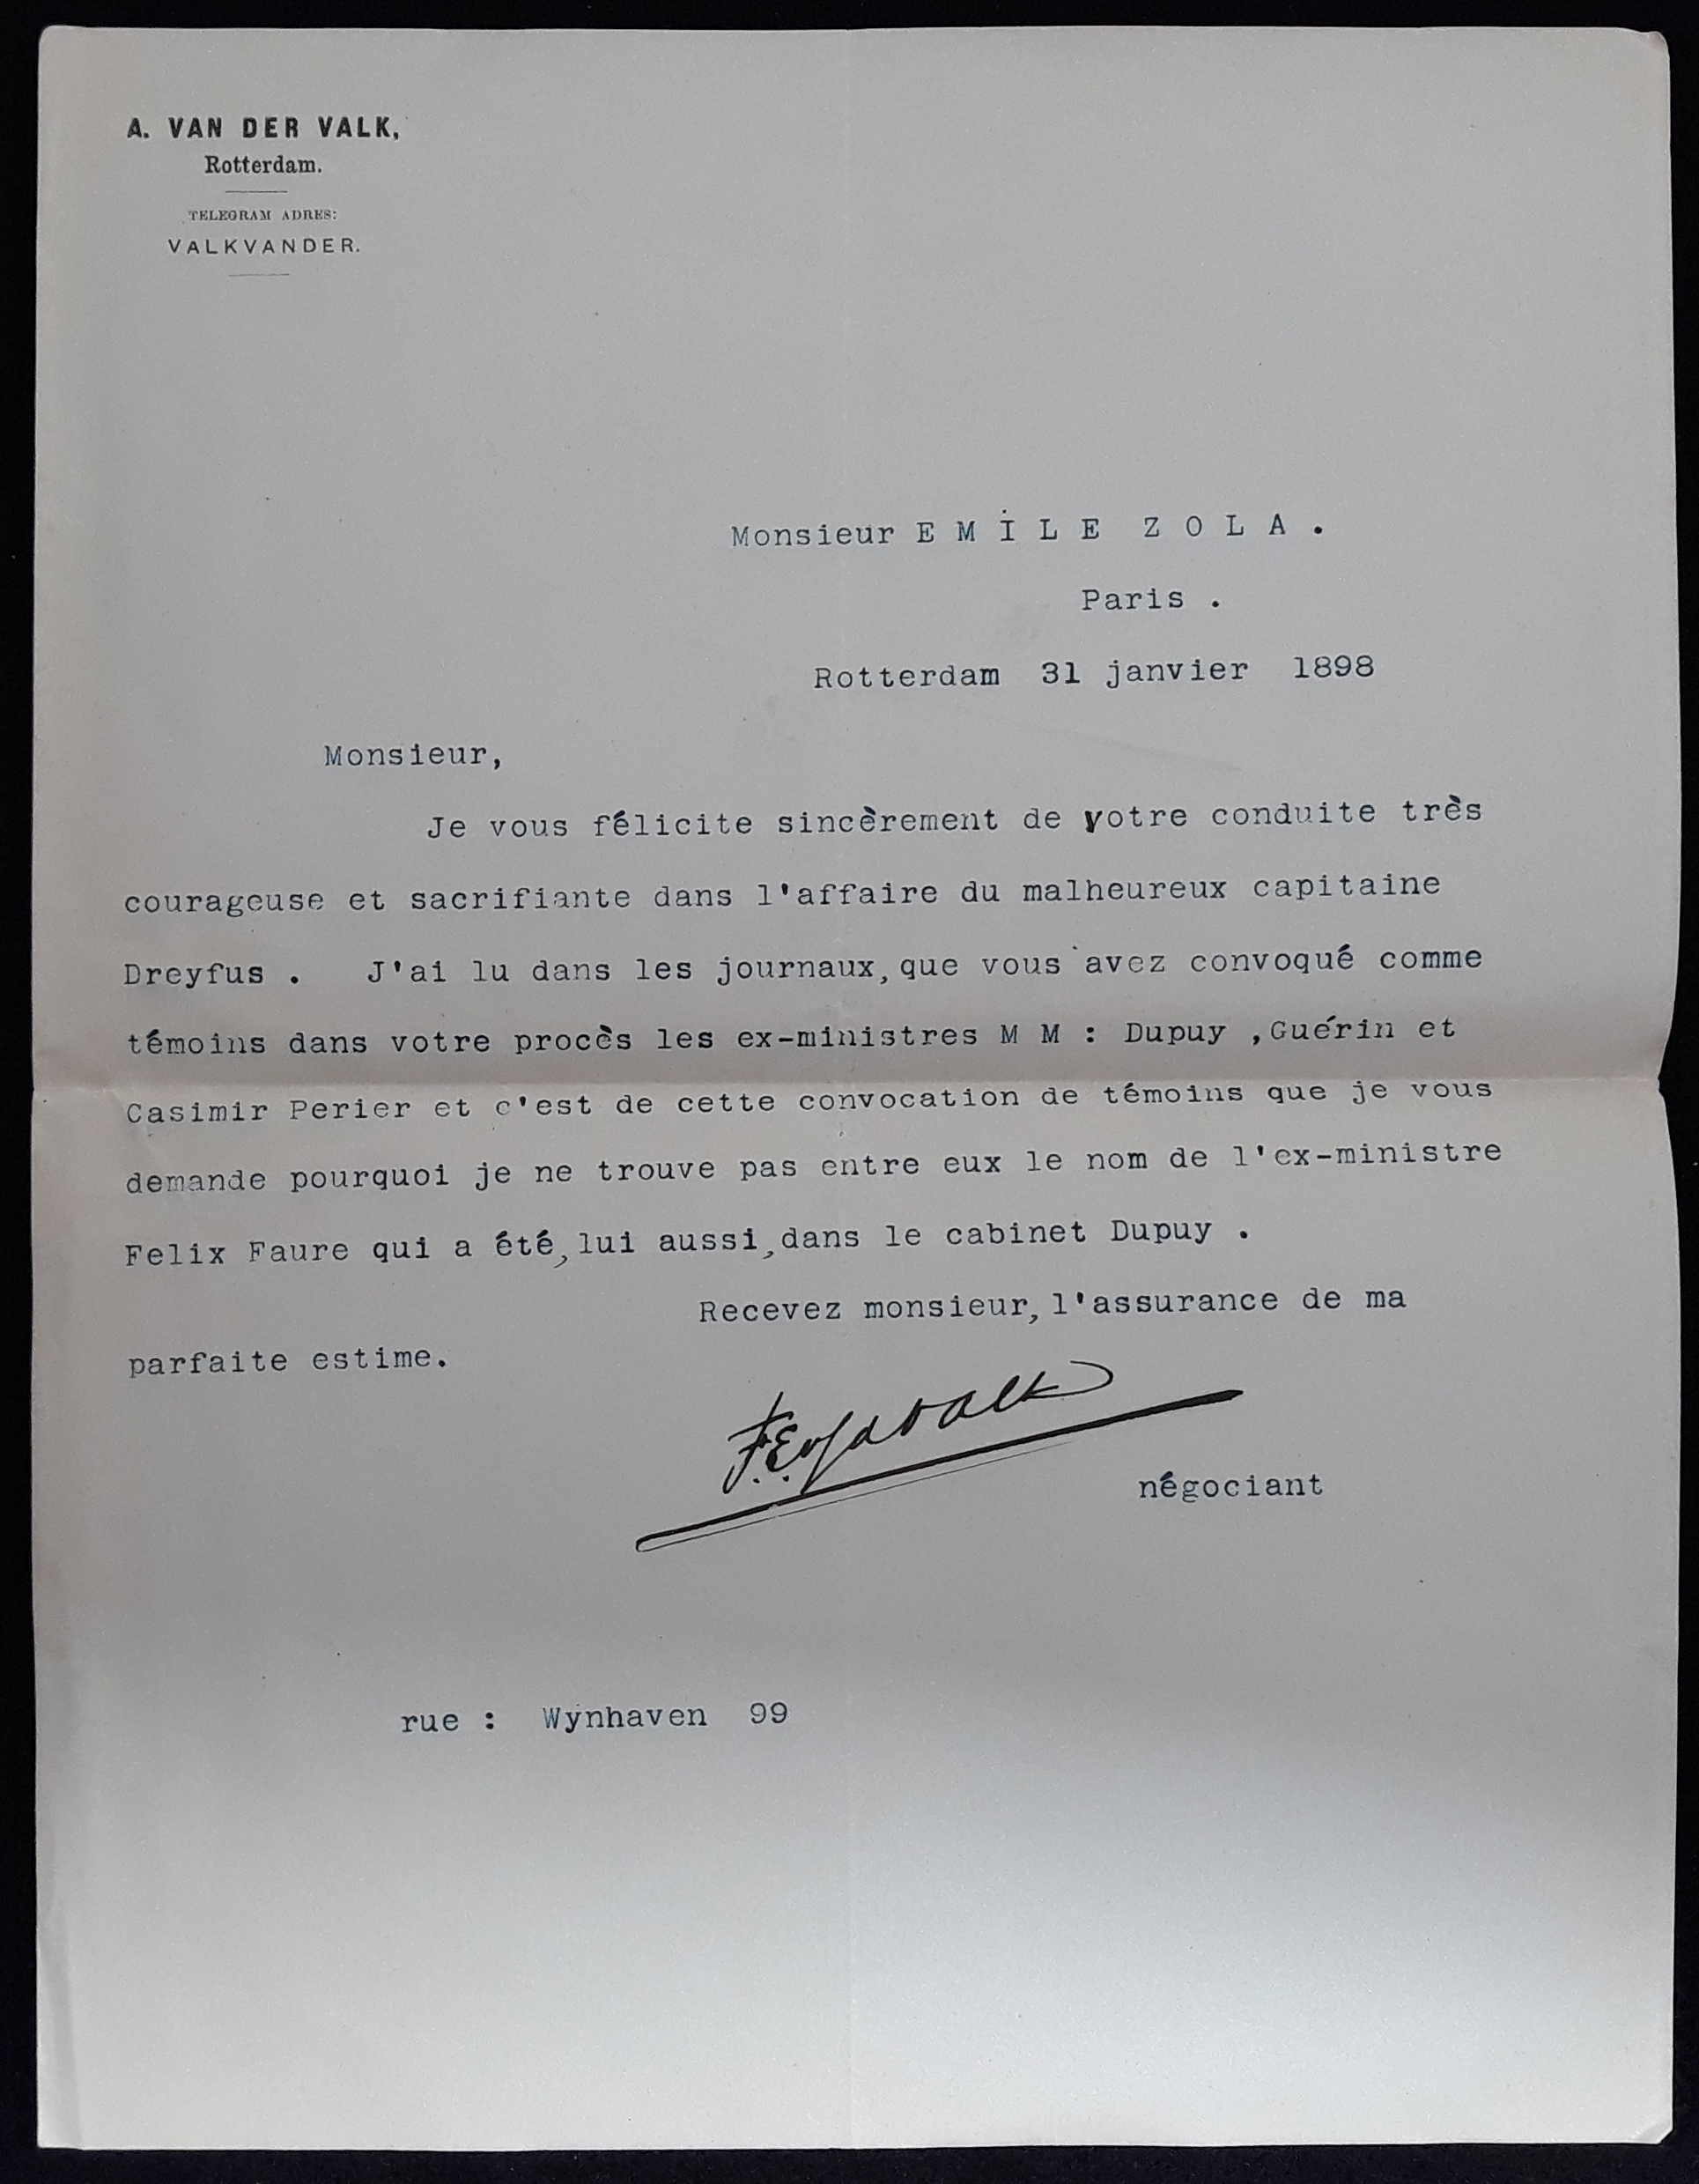 A. VAN DER VALK,
Rotterdam.
TELEGRAM ADRES:
VALKVANDER.
Monsieur E M I L E Z O L A .
Paris .
Rotterdam 31 janvier 1898
Monsieur,
Je vous félicite sincèrement de votre conduite très
courageuse et sacrifiante dans l'affaire du malheureux capitaine
Dreyfus . J'ai lu dans les journaux, que vous avez convoqué comme
témoins dans votre procès les ex-ministres M M : Dupuy , Guérin et
Casimir Perier et c'est de cette convocation de témoins que je vous
demande pourquoi je ne trouve pas entre eux le nom de l'ex-ministre
Felix Faure qui a été, lui aussi, dans le cabinet Dupuy .
Recevez monsieur, l'assurance de ma
parfaite estime.
négociant
rue : Wynhaven 99